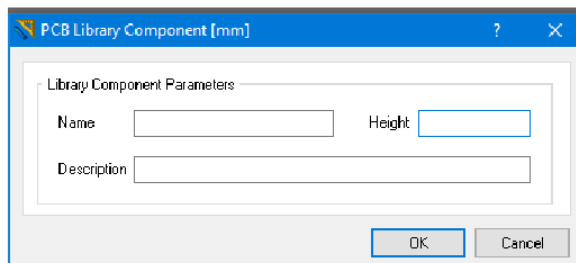 PCB Library Component [mm] ?
Library Component Parameters
Name Height
Description
OK Cancel